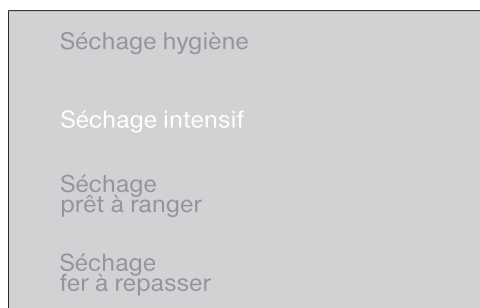 Séchage hygiène
Séchage intensif
Séchage
prêt à ranger
Séchage
fer à repasser